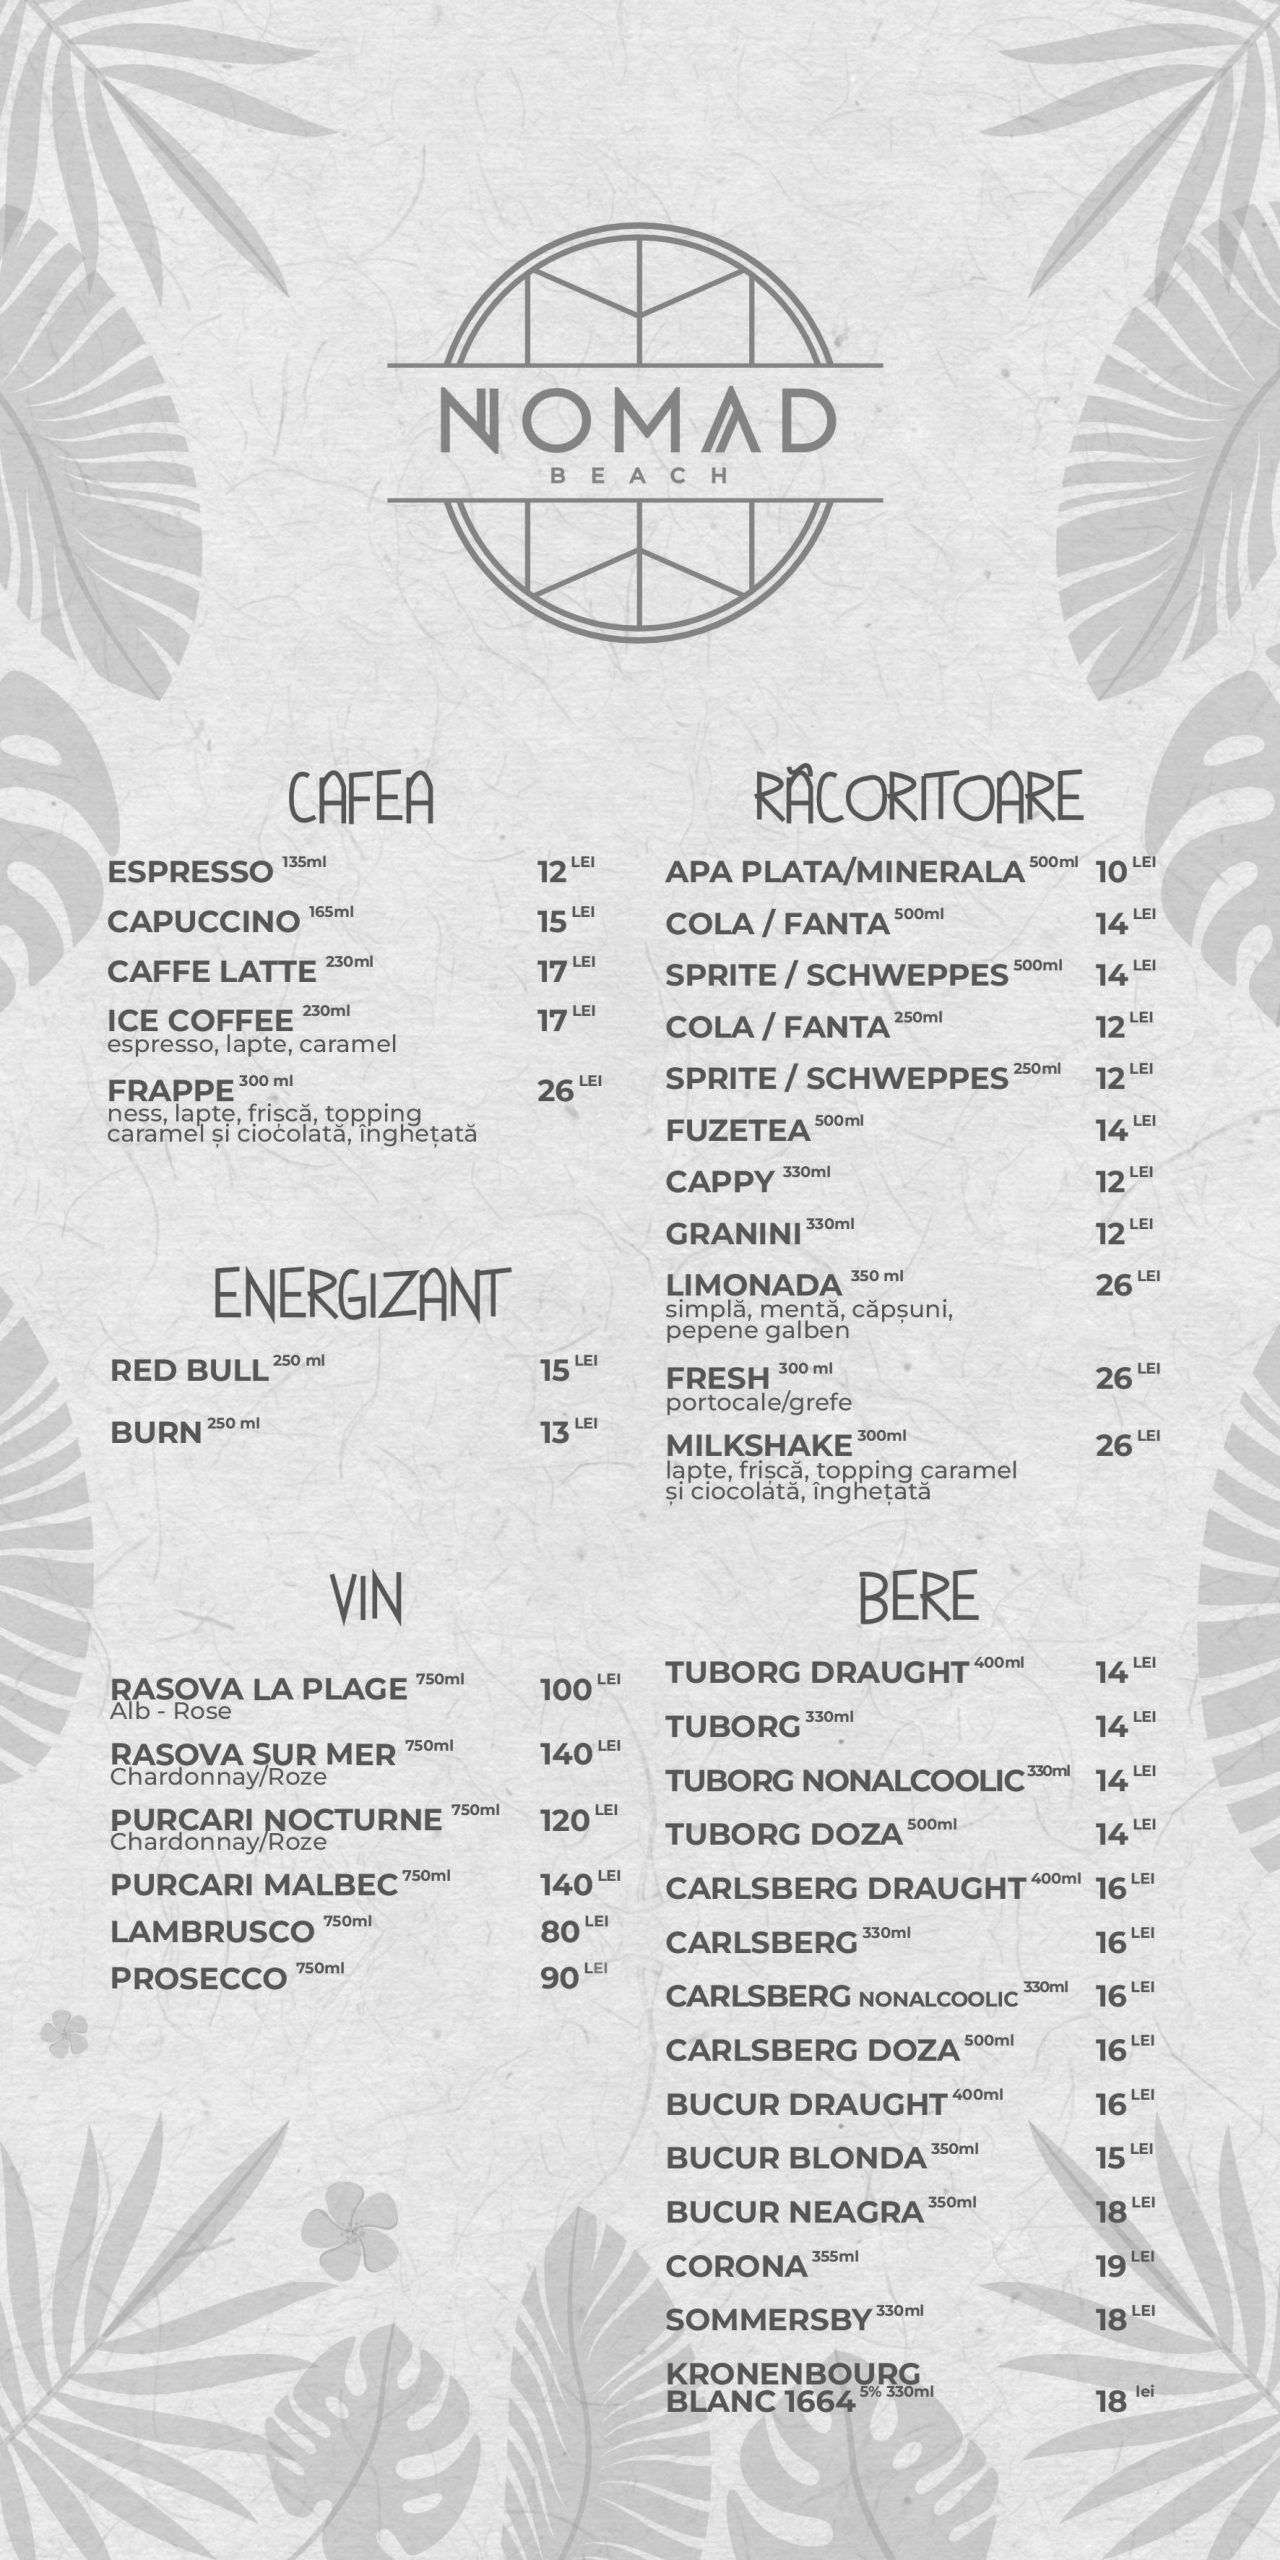 NOMAD
BEACH
CAFEA
ESPRESSO 135ml 12 LEI
CAPUCCINO 165ml 15 LEI
CAFFE LATTE 230ml 17 LEI
ICE COFFEE 230ml 17 LEI
espresso, lapte, caramel
FRAPPE 300 ml 26 LEI
ness, lapte, frișcă, topping
caramel și ciocolată, înghețată
ENERGIZANT
RED BULL 250 ml 15 LEI
BURN 250 ml 13 LEI
VIN
RASOVA LA PLAGE 750ml 100 LEI
Alb - Rose
RASOVA SUR MER 750ml 140 LEI
Chardonnay/Roze
PURCARI NOCTURNE 750ml 120 LEI
Chardonnay/Roze
PURCARI MALBEC 750ml 140 LEI
LAMBRUSCO 750ml 80 LEI
PROSECCO 750ml 90 LEI
RĂCORITOARE
APA PLATA/MINERALA 500ml 10 LEI
COLA / FANTA 500ml 14 LEI
SPRITE / SCHWEPPES 500ml 14 LEI
COLA / FANTA 250ml 12 LEI
SPRITE / SCHWEPPES 250ml 12 LEI
FUZETEA 500ml 14 LEI
CAPPY 330ml 12 LEI
GRANINI 330ml 12 LEI
LIMONADA 350 ml 26 LEI
simplă, mentă, căpșuni,
pepene galben
FRESH 300 ml 26 LEI
portocale/grefe
MILKSHAKE 300ml 26 LEI
lapte, frișcă, topping caramel
și ciocolată, înghețată
BERE
TUBORG DRAUGHT 400ml 14 LEI
TUBORG 330ml 14 LEI
TUBORG NONALCOOLIC 330ml 14 LEI
TUBORG DOZA 500ml 14 LEI
CARLSBERG DRAUGHT 400ml 16 LEI
CARLSBERG 330ml 16 LEI
CARLSBERG NONALCOOLIC 330ml 16 LEI
CARLSBERG DOZA 500ml 16 LEI
BUCUR DRAUGHT 400ml 16 LEI
BUCUR BLONDA 350ml 15 LEI
BUCUR NEAGRA 350ml 18 LEI
CORONA 355ml 19 LEI
SOMMERSBY 330ml 18 LEI
KRONENBOURG
BLANC 1664 5% 330ml 18 lei